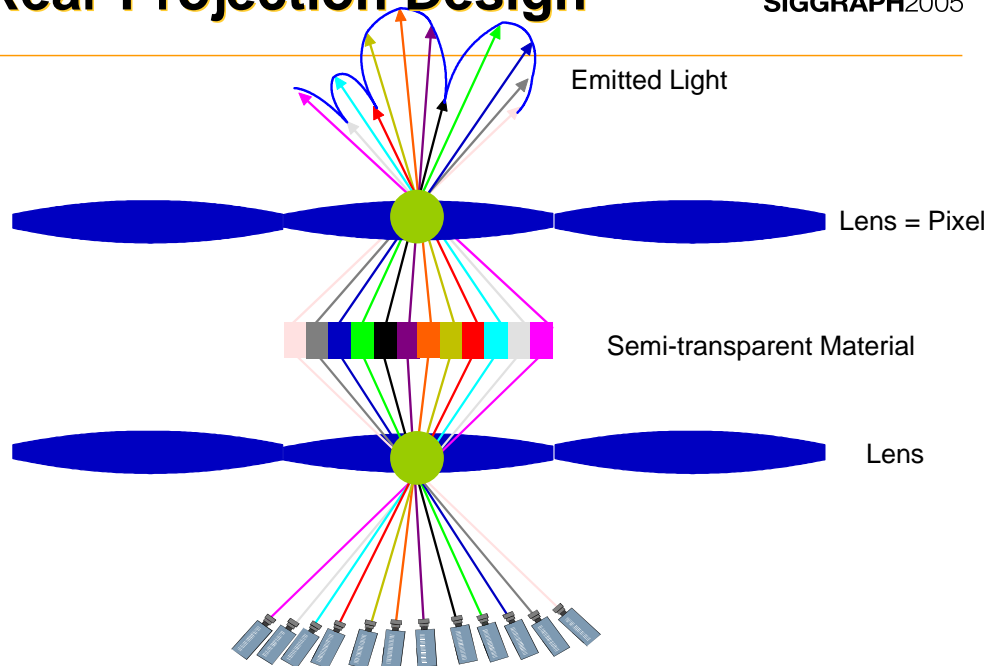 Rear Projection Design
SIGGRAPH2005
Emitted Light
Lens = Pixel
Semi-transparent Material
Lens